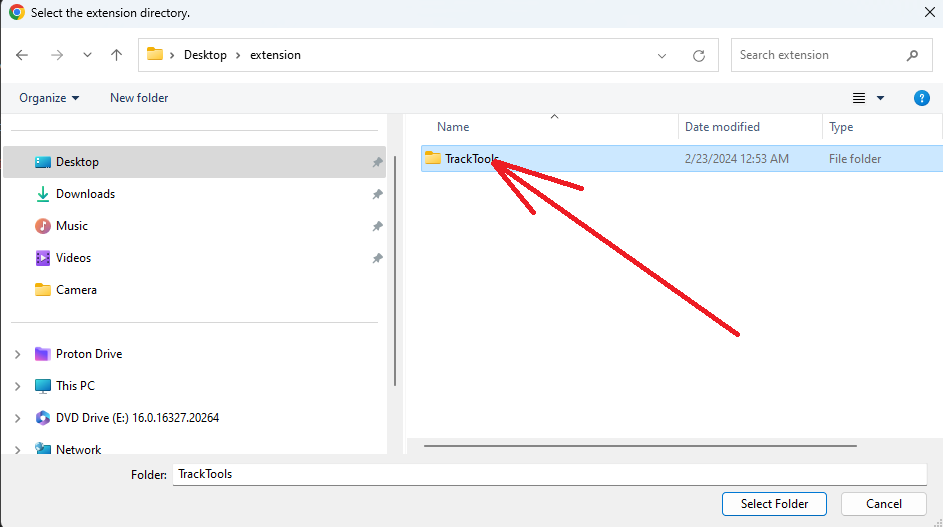 Select the extension directory.
Desktop › extension
Search extension
Organize
New folder
?
Name
Date modified
Type
Desktop
TrackTools
2/23/2024 12:53 AM
File folder
Downloads
Music
Videos
Camera
Proton Drive
This PC
DVD Drive (E:) 16.0.16327.20264
Network
Folder: TrackTools
Select Folder
Cancel